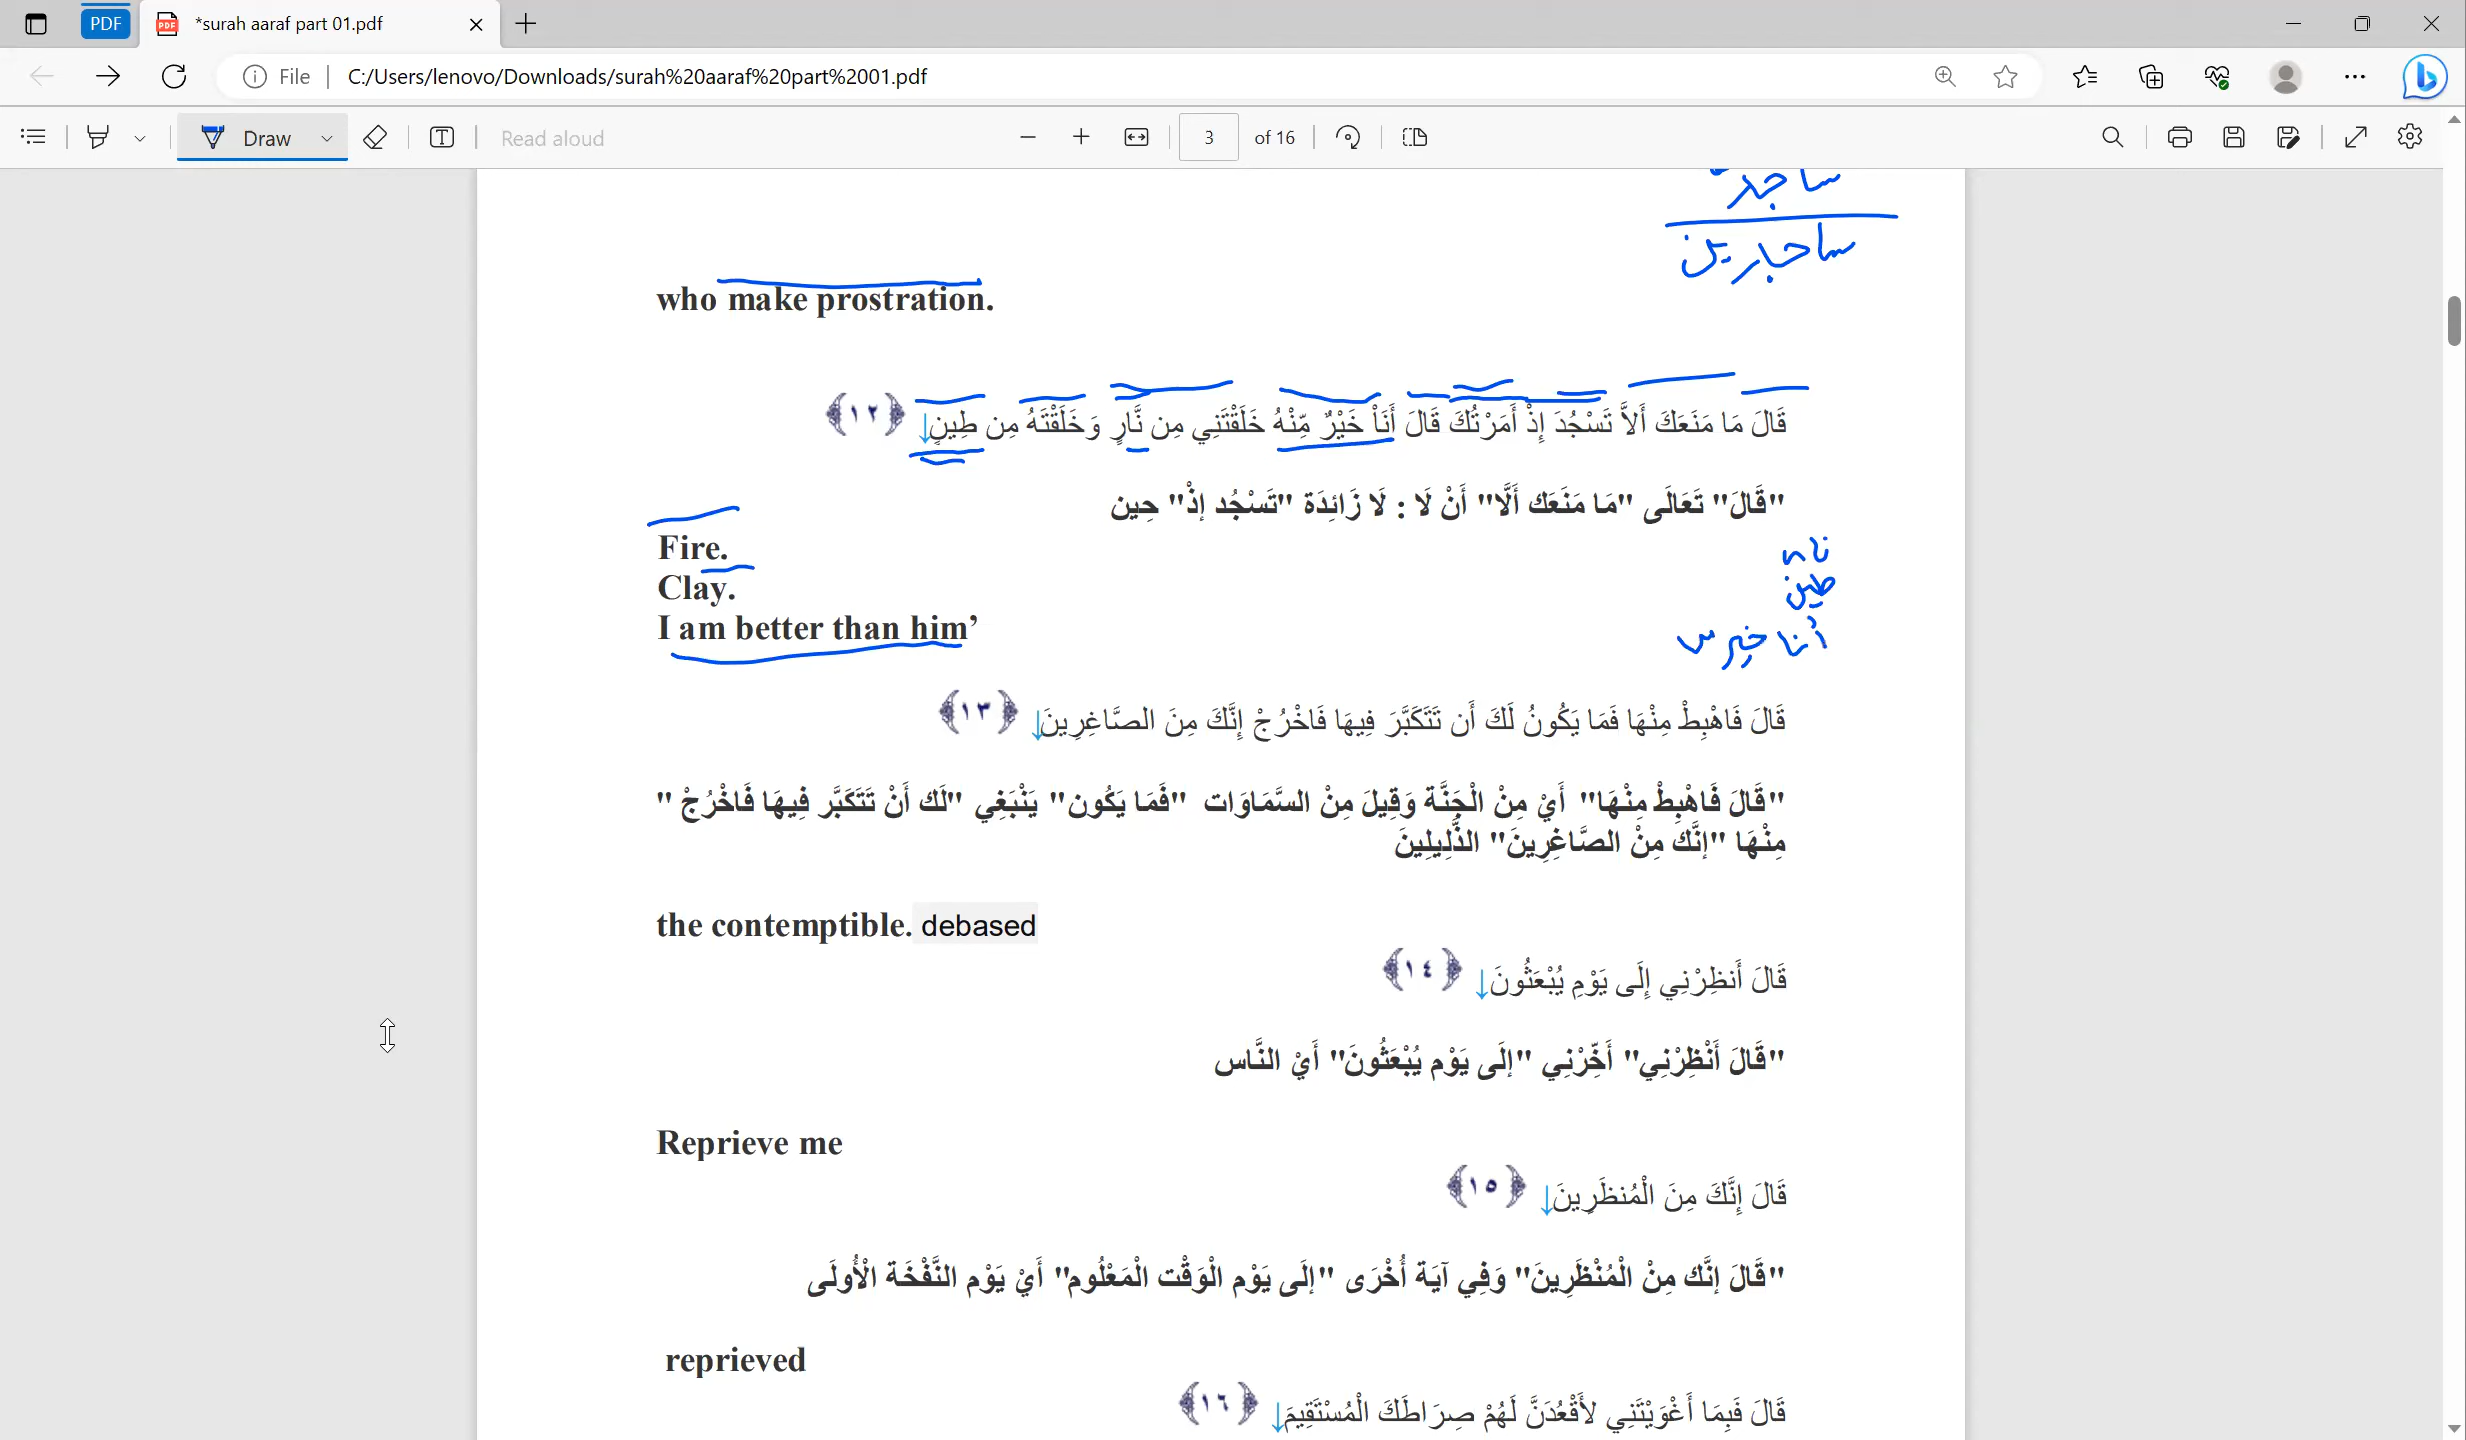 PDF
*surah aaraf part 01.pdf
File
C:/Users/lenovo/Downloads/surah%20aaraf%20part%2001.pdf
Draw
Read aloud
3 of 16
ساجد
ساجدين
who make prostration.
قَالَ مَا مَنَعَكَ أَلاَّ تَسْجُدَ إِذْ أَمَرْتُكَ قَالَ أَنَاْ خَيْرٌ مِّنْهُ خَلَقْتَنِي مِن نَّارٍ وَخَلَقْتَهُ مِن طِينٍ↓ ﴿١٢﴾
"قَالَ" تَعَالَى "مَا مَنَعَك أَلَّا" أَنْ لَا : لَا زَائِدَة "تَسْجُد إذْ" حِين
Fire.
نار
Clay.
طين
I am better than him’
أنا خير من
قَالَ فَاهْبِطْ مِنْهَا فَمَا يَكُونُ لَكَ أَن تَتَكَبَّرَ فِيهَا فَاخْرُجْ إِنَّكَ مِنَ الصَّاغِرِينَ↓ ﴿١٣﴾
"قَالَ فَاهْبِطْ مِنْهَا" أَيْ مِنْ الْجَنَّة وَقِيلَ مِنْ السَّمَاوَات "فَمَا يَكُون" يَنْبَغِي "لَك أَنْ تَتَكَبَّر فِيهَا فَاخْرُجْ "
مِنْهَا "إنَّك مِنْ الصَّاغِرِينَ" الذَّلِيلِينَ
the contemptible. debased
قَالَ أَنظِرْنِي إِلَى يَوْمِ يُبْعَثُونَ↓ ﴿١٤﴾
"قَالَ أَنْظِرْنِي" أَخِّرْنِي "إلَى يَوْم يُبْعَثُونَ" أَيْ النَّاس
Reprieve me
قَالَ إِنَّكَ مِنَ الْمُنظَرِينَ↓ ﴿١٥﴾
"قَالَ إنَّك مِنْ الْمُنْظَرِينَ" وَفِي آيَة أُخْرَى "إلَى يَوْم الْوَقْت الْمَعْلُوم" أَيْ يَوْم النَّفْخَة الْأُولَى
reprieved
قَالَ فَبِمَا أَغْوَيْتَنِي لأَقْعُدَنَّ لَهُمْ صِرَاطَكَ الْمُسْتَقِيمَ↓ ﴿١٦﴾